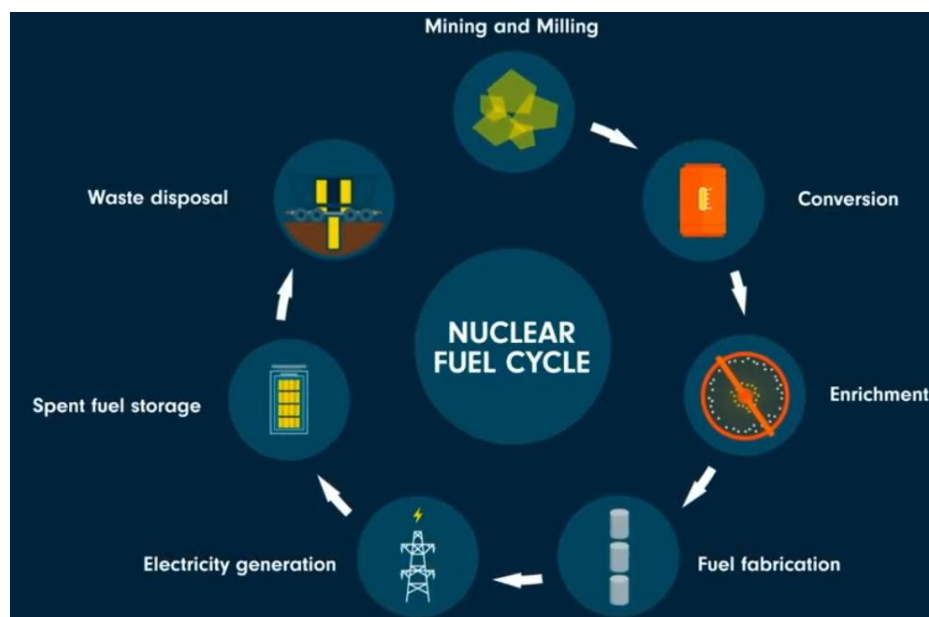 Mining and Milling
Conversion
Enrichment
Fuel fabrication
Electricity generation
Spent fuel storage
Waste disposal
NUCLEAR
FUEL CYCLE